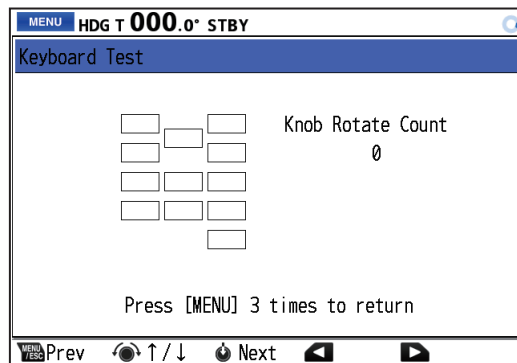 MENU HDG T 000.0° STBY
Keyboard Test
Knob Rotate Count
0
Press [MENU] 3 times to return
MENU/ESC Prev ↑/↓ Next